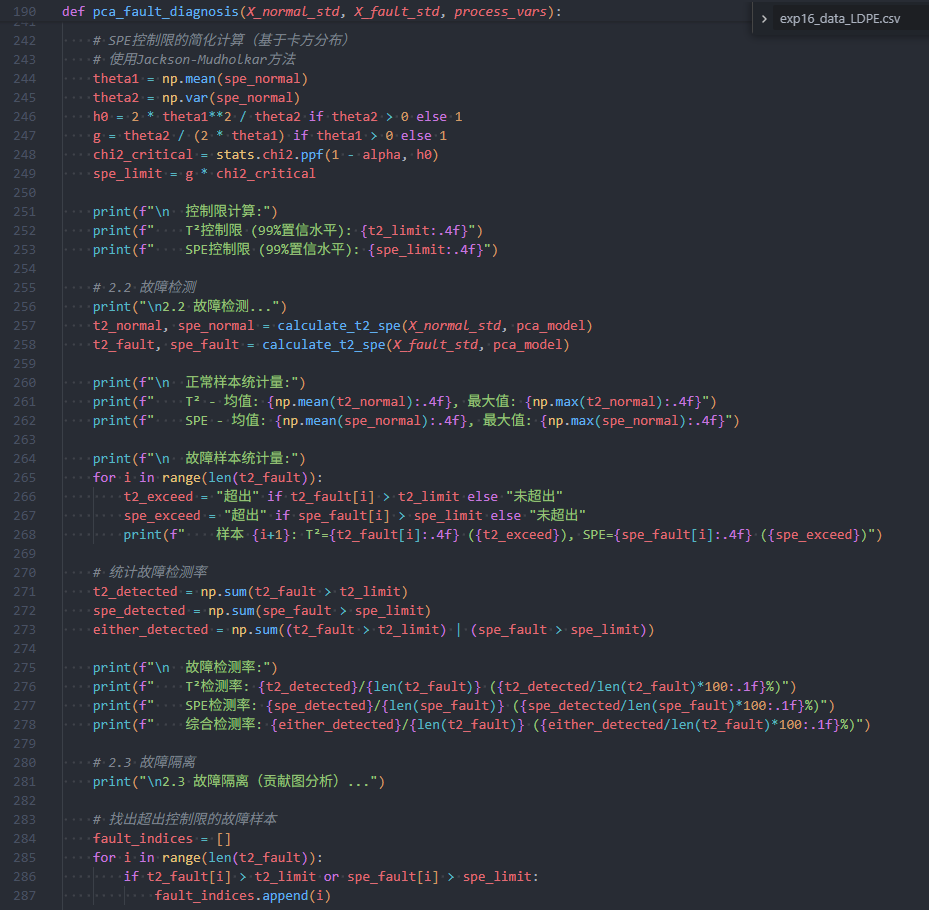 190 def pca_fault_diagnosis(X_normal_std, X_fault_std, process_vars):
exp16_data_LDPE.csv
241
242 # SPE控制限的简化计算（基于卡方分布）
243 # 使用Jackson-Mudholkar方法
244 theta1 = np.mean(spe_normal)
245 theta2 = np.var(spe_normal)
246 h0 = 2 * theta1**2 / theta2 if theta2 > 0 else 1
247 g = theta2 / (2 * theta1) if theta1 > 0 else 1
248 chi2_critical = stats.chi2.ppf(1 - alpha, h0)
249 spe_limit = g * chi2_critical
250
251 print(f"\n  控制限计算:")
252 print(f"    T²控制限 (99%置信水平): {t2_limit:.4f}")
253 print(f"    SPE控制限 (99%置信水平): {spe_limit:.4f}")
254
255 # 2.2 故障检测
256 print("\n2.2 故障检测...")
257 t2_normal, spe_normal = calculate_t2_spe(X_normal_std, pca_model)
258 t2_fault, spe_fault = calculate_t2_spe(X_fault_std, pca_model)
259
260 print(f"\n  正常样本统计量:")
261 print(f"    T² - 均值: {np.mean(t2_normal):.4f}, 最大值: {np.max(t2_normal):.4f}")
262 print(f"    SPE - 均值: {np.mean(spe_normal):.4f}, 最大值: {np.max(spe_normal):.4f}")
263
264 print(f"\n  故障样本统计量:")
265 for i in range(len(t2_fault)):
266 t2_exceed = "超出" if t2_fault[i] > t2_limit else "未超出"
267 spe_exceed = "超出" if spe_fault[i] > spe_limit else "未超出"
268 print(f"    样本 {i+1}: T²={t2_fault[i]:.4f} ({t2_exceed}), SPE={spe_fault[i]:.4f} ({spe_exceed})")
269
270 # 统计故障检测率
271 t2_detected = np.sum(t2_fault > t2_limit)
272 spe_detected = np.sum(spe_fault > spe_limit)
273 either_detected = np.sum((t2_fault > t2_limit) | (spe_fault > spe_limit))
274
275 print(f"\n  故障检测率:")
276 print(f"    T²检测率: {t2_detected}/{len(t2_fault)} ({t2_detected/len(t2_fault)*100:.1f}%)")
277 print(f"    SPE检测率: {spe_detected}/{len(spe_fault)} ({spe_detected/len(spe_fault)*100:.1f}%)")
278 print(f"    综合检测率: {either_detected}/{len(t2_fault)} ({either_detected/len(t2_fault)*100:.1f}%)")
279
280 # 2.3 故障隔离
281 print("\n2.3 故障隔离（贡献图分析）...")
282
283 # 找出超出控制限的故障样本
284 fault_indices = []
285 for i in range(len(t2_fault)):
286 if t2_fault[i] > t2_limit or spe_fault[i] > spe_limit:
287 fault_indices.append(i)